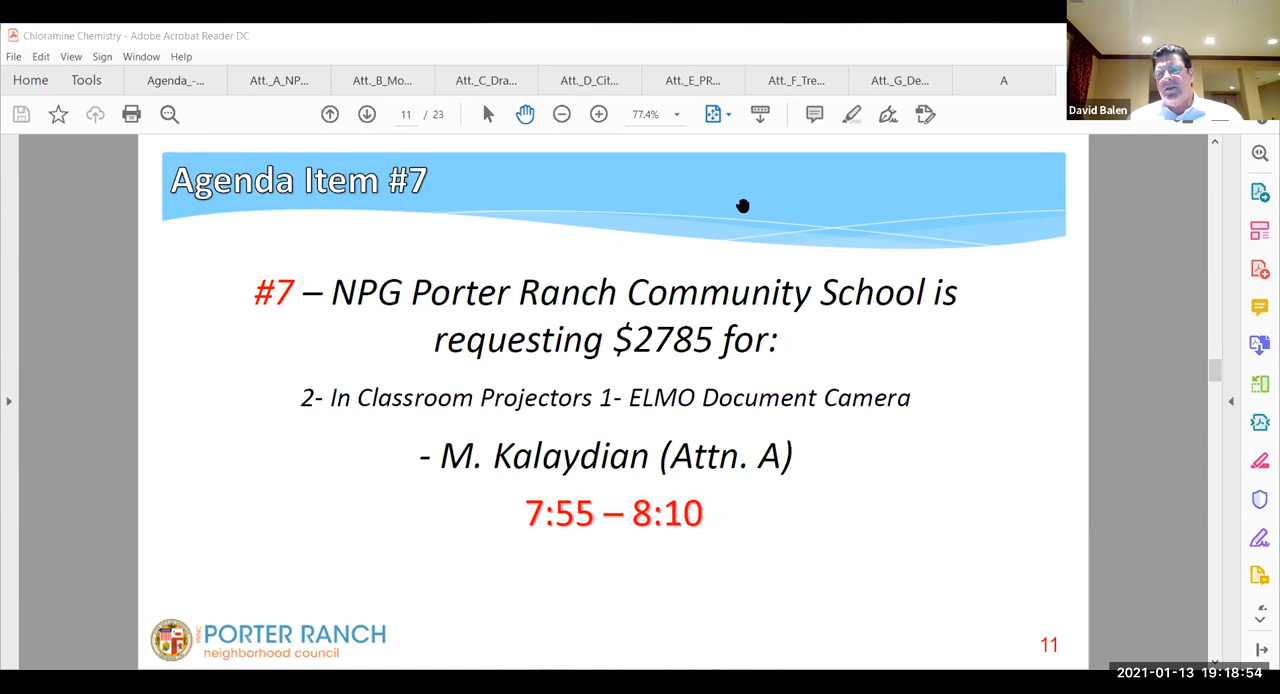 Chloramine Chemistry - Adobe Acrobat Reader DC
File Edit View Sign Window Help
Home Tools Agenda_-... Att._A_NP... Att._B_Mo... Att._C_Dra... Att._D_Cit... Att._E_PR... Att._F_Tre... Att._G_De... A
David Balen
11 / 23 77.4%
Agenda Item #7
#7 – NPG Porter Ranch Community School is
requesting $2785 for:
2- In Classroom Projectors 1- ELMO Document Camera
- M. Kalaydian (Attn. A)
7:55 – 8:10
PRNC PORTER RANCH
neighborhood council
11
2021-01-13 19:18:54